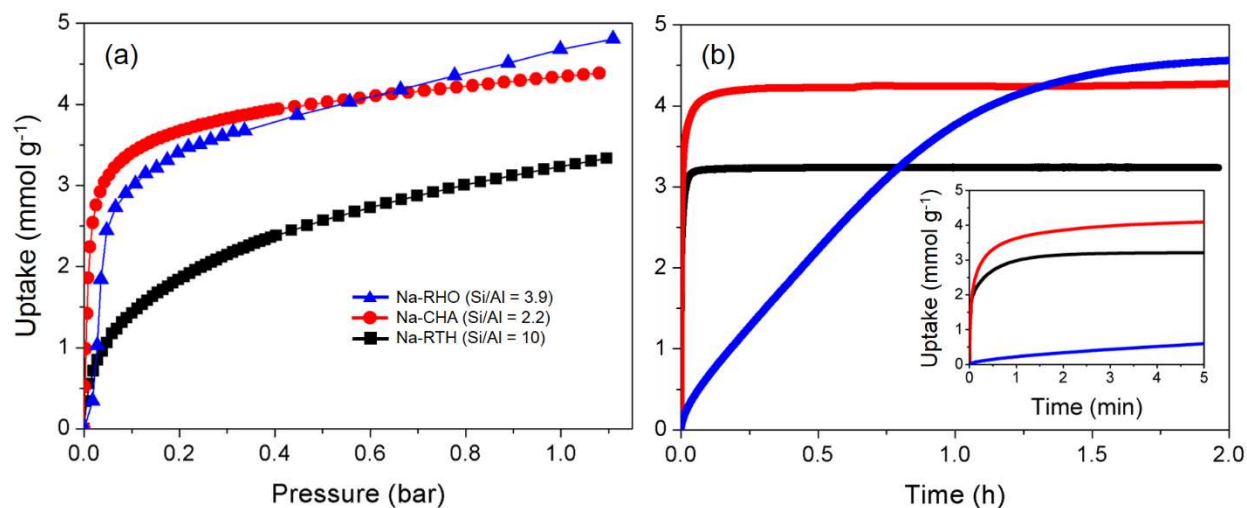 (a)
Uptake (mmol g⁻¹)
5
4
3
2
1
0
Na-RHO (Si/Al = 3.9)
Na-CHA (Si/Al = 2.2)
Na-RTH (Si/Al = 10)
0.0 0.2 0.4 0.6 0.8 1.0
Pressure (bar)
(b)
5
4
3
2
1
0
Uptake (mmol g⁻¹)
5
4
3
2
1
0
0 1 2 3 4 5
Time (min)
0.0 0.5 1.0 1.5 2.0
Time (h)